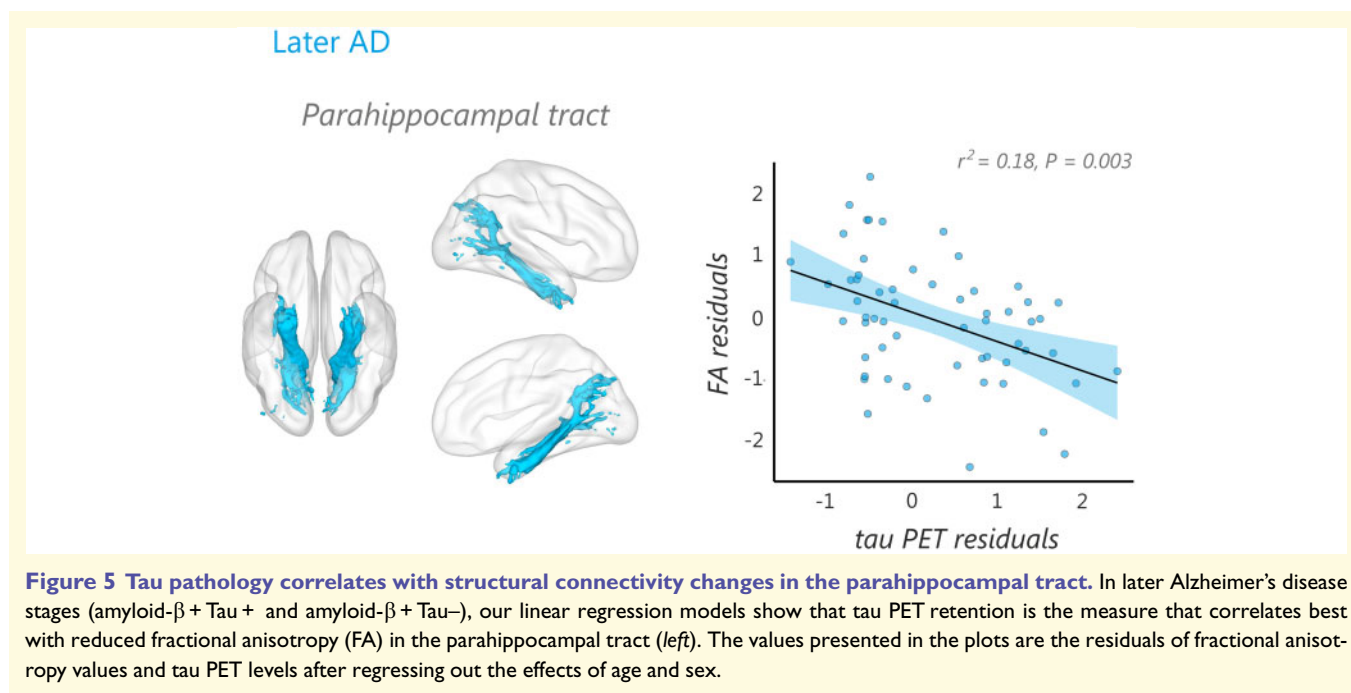 Later AD
Parahippocampal tract
r² = 0.18, P = 0.003
FA residuals
2
1
0
-1
-2
-1 0 1 2
tau PET residuals
Figure 5 Tau pathology correlates with structural connectivity changes in the parahippocampal tract. In later Alzheimer's disease
stages (amyloid-β + Tau + and amyloid-β + Tau–), our linear regression models show that tau PET retention is the measure that correlates best
with reduced fractional anisotropy (FA) in the parahippocampal tract (left). The values presented in the plots are the residuals of fractional anisot-
ropy values and tau PET levels after regressing out the effects of age and sex.